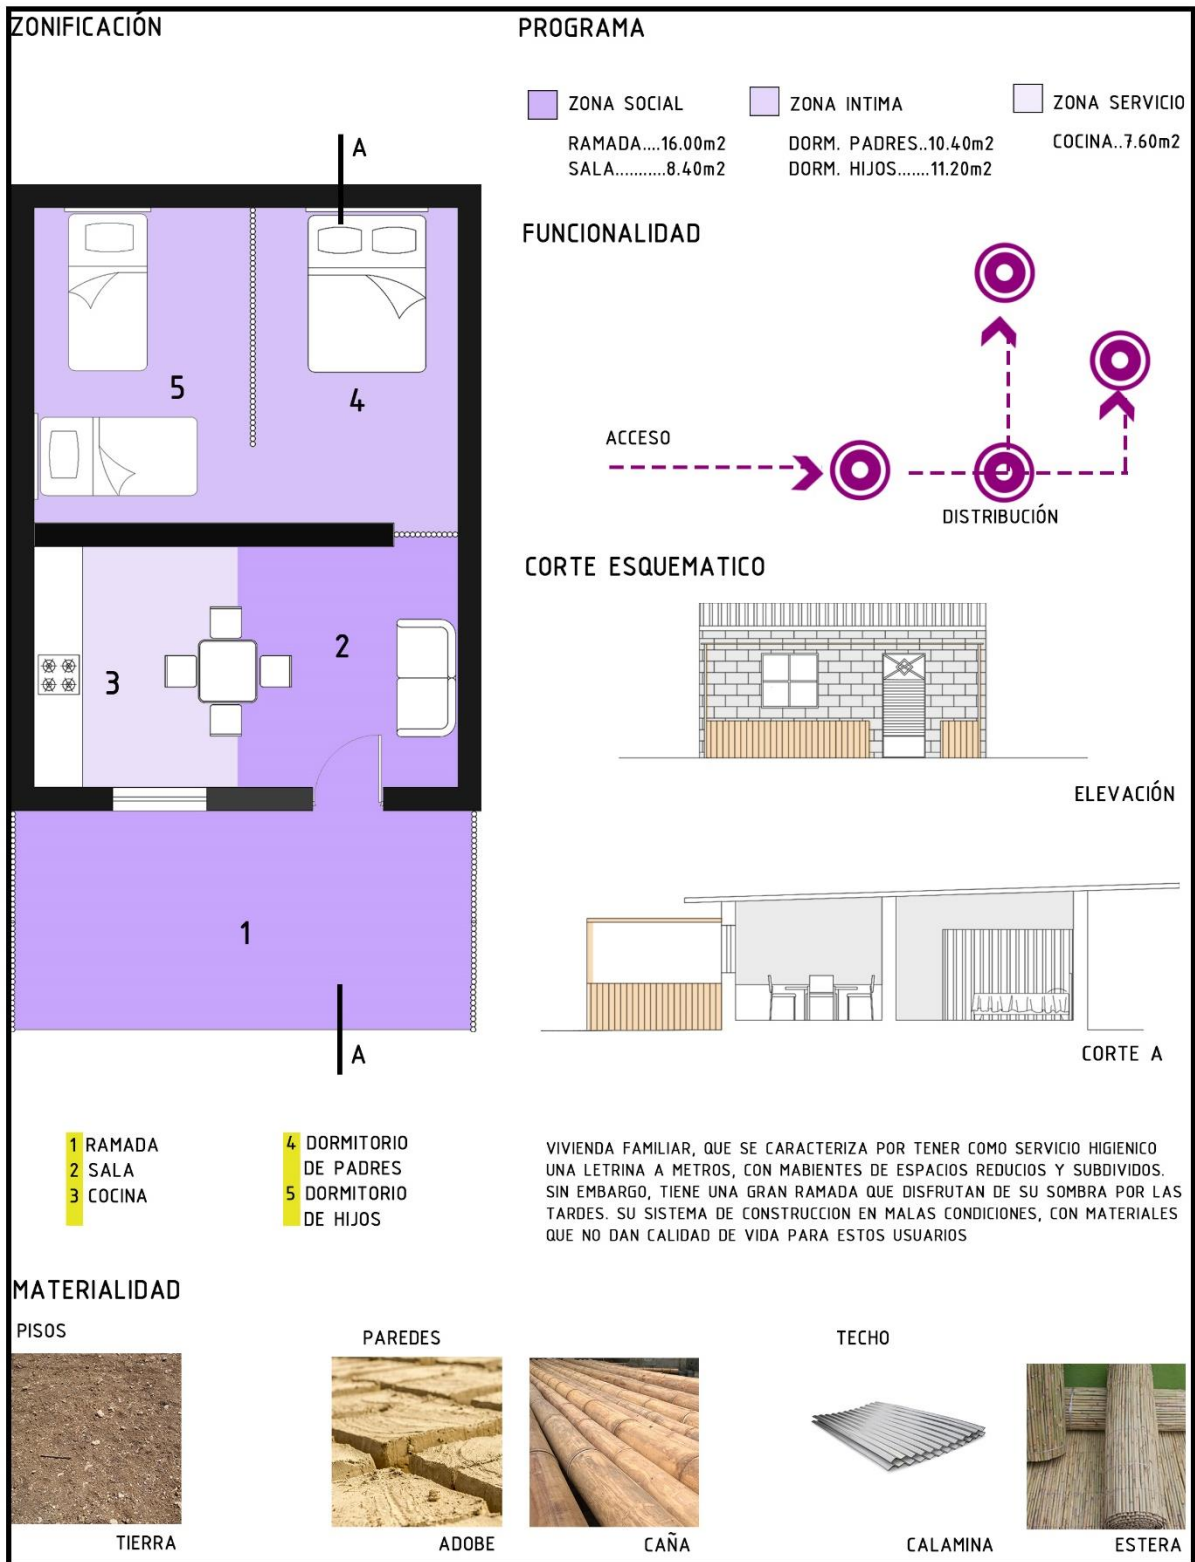 ZONIFICACIÓN
PROGRAMA
ZONA SOCIAL
RAMADA....16.00m2
SALA..........8.40m2
ZONA INTIMA
DORM. PADRES..10.40m2
DORM. HIJOS.......11.20m2
ZONA SERVICIO
COCINA..7.60m2
A
5
4
3
2
1
A
FUNCIONALIDAD
ACCESO
DISTRIBUCIÓN
CORTE ESQUEMATICO
ELEVACIÓN
CORTE A
1 RAMADA
2 SALA
3 COCINA
4 DORMITORIO
DE PADRES
5 DORMITORIO
DE HIJOS
VIVIENDA FAMILIAR, QUE SE CARACTERIZA POR TENER COMO SERVICIO HIGIENICO
UNA LETRINA A METROS, CON MABIENTES DE ESPACIOS REDUCIOS Y SUBDIVIDOS.
SIN EMBARGO, TIENE UNA GRAN RAMADA QUE DISFRUTAN DE SU SOMBRA POR LAS
TARDES. SU SISTEMA DE CONSTRUCCION EN MALAS CONDICIONES, CON MATERIALES
QUE NO DAN CALIDAD DE VIDA PARA ESTOS USUARIOS
MATERIALIDAD
PISOS
PAREDES
TECHO
TIERRA
ADOBE
CAÑA
CALAMINA
ESTERA